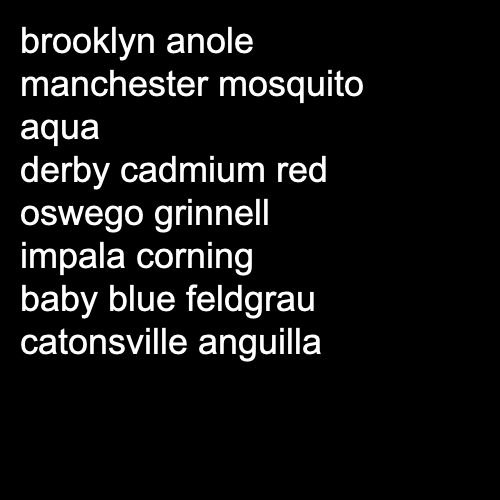 brooklyn anole
manchester mosquito
aqua
derby cadmium red
oswego grinnell
impala corning
baby blue feldgrau
catonsville anguilla